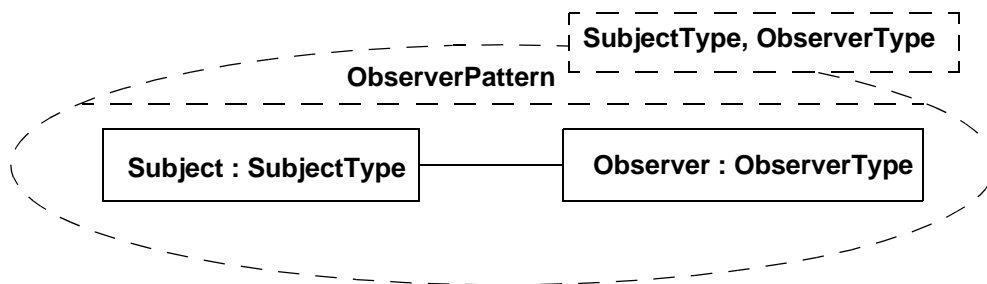 SubjectType, ObserverType
ObserverPattern
Subject : SubjectType
Observer : ObserverType